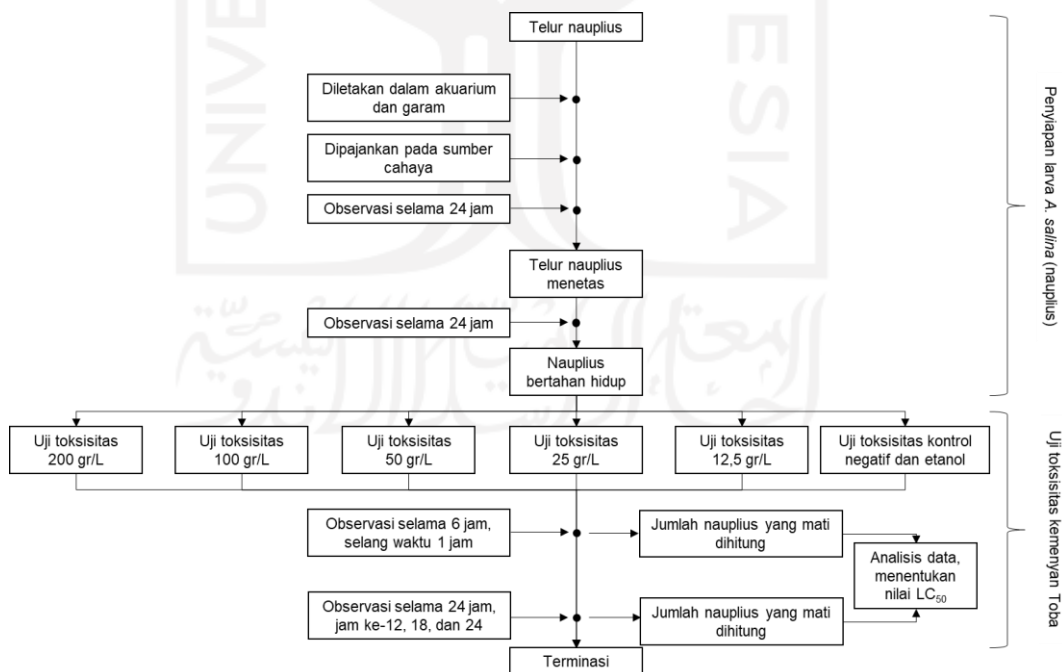 Telur nauplius
Diletakan dalam akuarium
dan garam
Dipajankan pada sumber
cahaya
Observasi selama 24 jam
Telur nauplius
menetas
Observasi selama 24 jam
Nauplius
bertahan hidup
Penyiapan larva A. salina (nauplius)
Uji toksisitas
200 gr/L
Uji toksisitas
100 gr/L
Uji toksisitas
50 gr/L
Uji toksisitas
25 gr/L
Uji toksisitas
12,5 gr/L
Uji toksisitas kontrol
negatif dan etanol
Observasi selama 6 jam,
selang waktu 1 jam
Jumlah nauplius yang mati
dihitung
Analisis data,
menentukan
nilai LC₅₀
Observasi selama 24 jam,
jam ke-12, 18, dan 24
Jumlah nauplius yang mati
dihitung
Terminasi
Uji toksisitas kemenyan Toba
ESIA